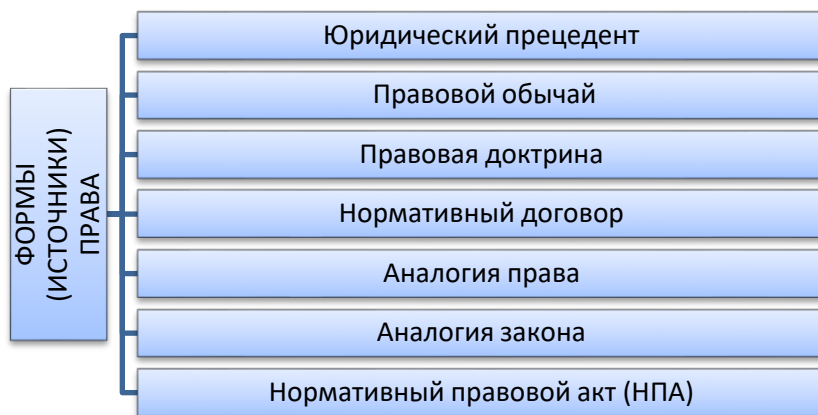 ФОРМЫ
(ИСТОЧНИКИ)
ПРАВА
Юридический прецедент
Правовой обычай
Правовая доктрина
Нормативный договор
Аналогия права
Аналогия закона
Нормативный правовой акт (НПА)